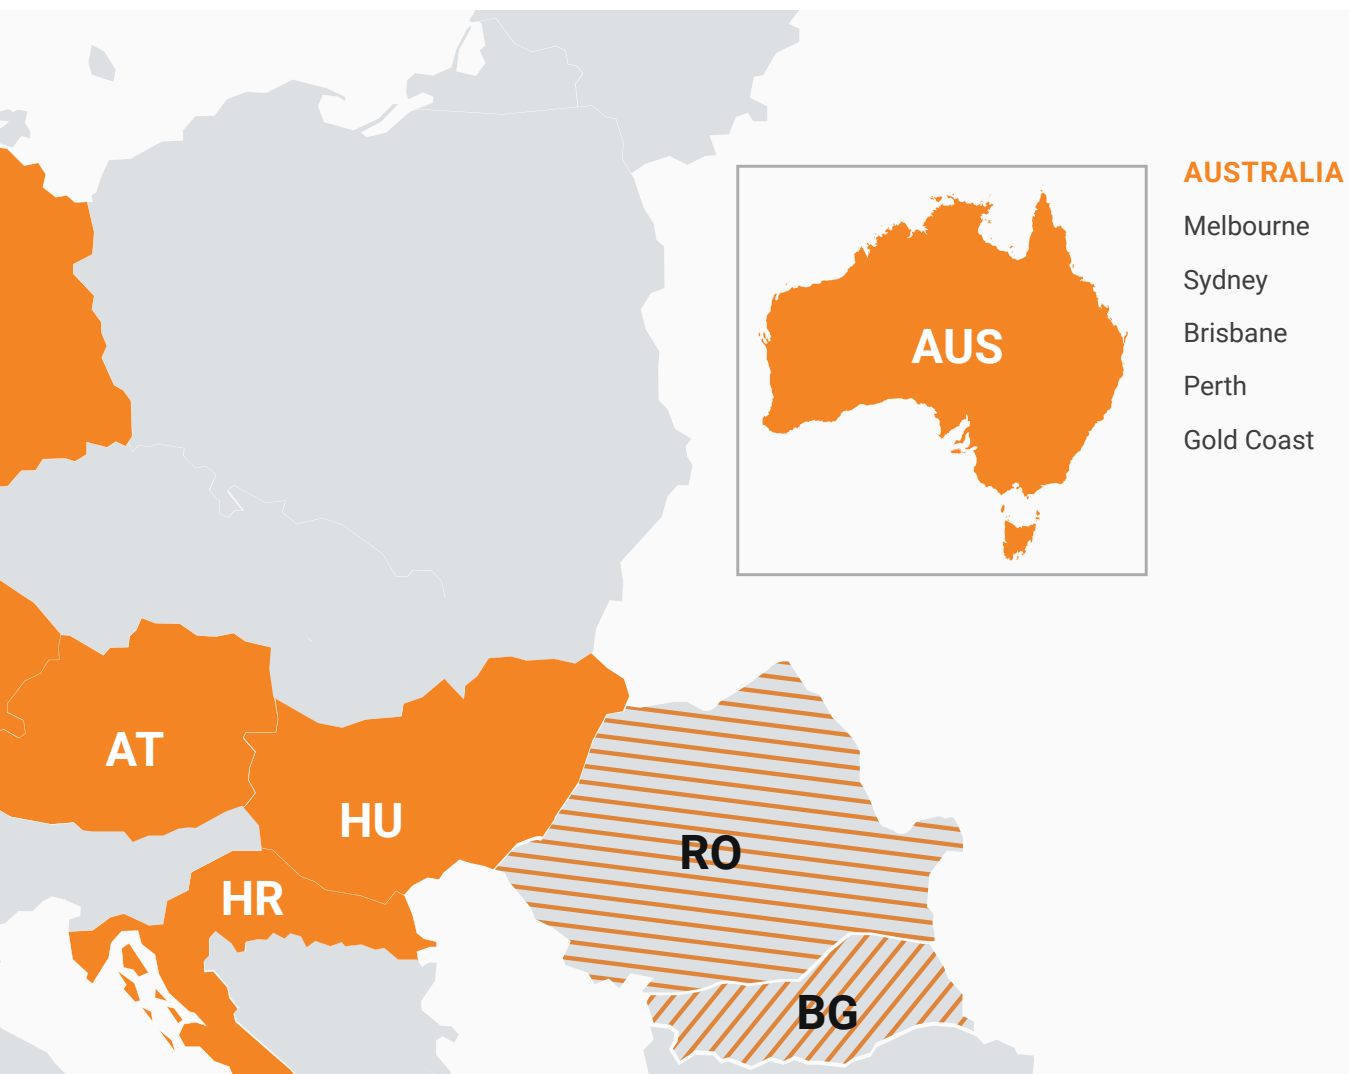 AUSTRALIA
Melbourne
Sydney
Brisbane
Perth
Gold Coast
AUS
AT
HU
RO
HR
BG